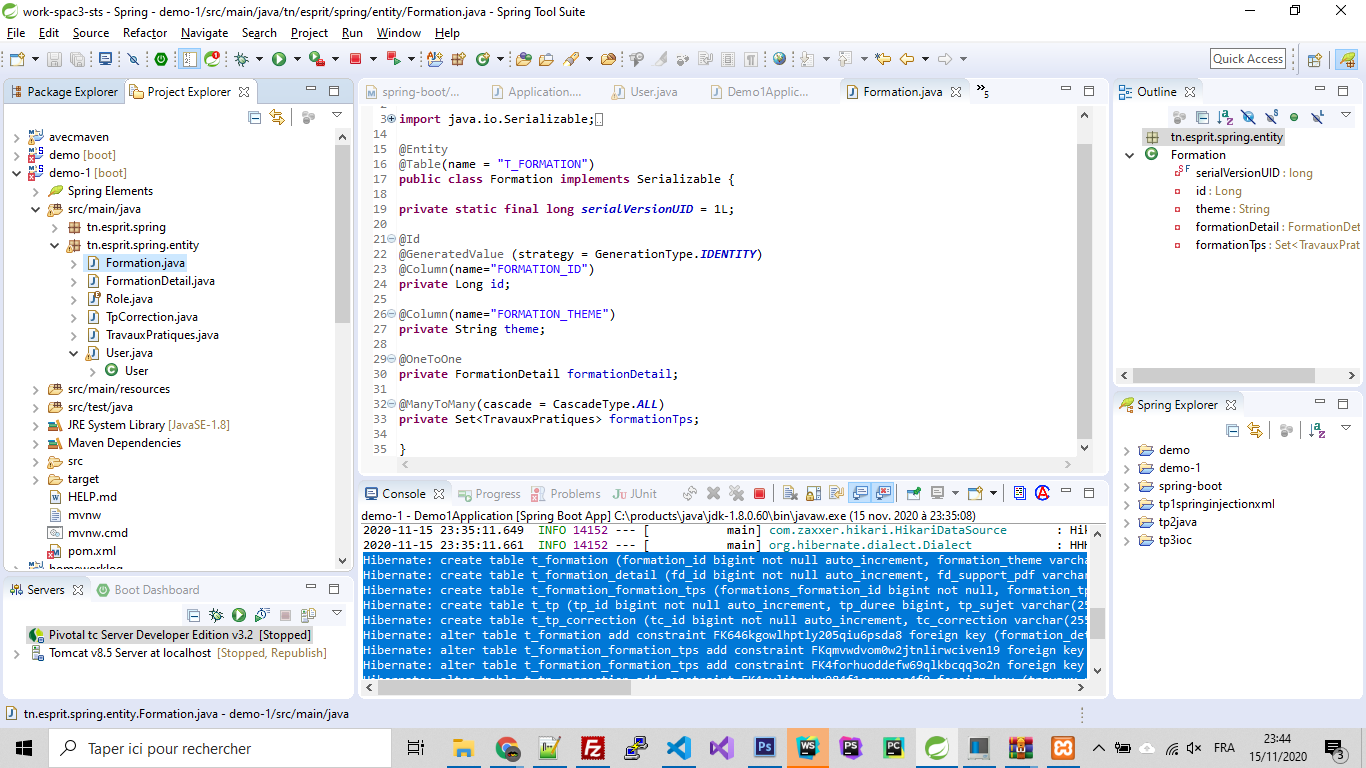 work-spac3-sts - Spring - demo-1/src/main/java/tn/esprit/spring/entity/Formation.java - Spring Tool Suite
File Edit Source Refactor Navigate Search Project Run Window Help
Quick Access
Package Explorer Project Explorer
avecmaven
demo [boot]
demo-1 [boot]
Spring Elements
src/main/java
tn.esprit.spring
tn.esprit.spring.entity
Formation.java
FormationDetail.java
Role.java
TpCorrection.java
TravauxPratiques.java
User.java
User
src/main/resources
src/test/java
JRE System Library [JavaSE-1.8]
Maven Dependencies
src
target
HELP.md
mvnw
mvnw.cmd
pom.xml
homeworklog
Servers Boot Dashboard
Pivotal tc Server Developer Edition v3.2 [Stopped]
Tomcat v8.5 Server at localhost [Stopped, Republish]
spring-boot/... Application.... User.java Demo1Applic... Formation.java 5
2
3 import java.io.Serializable;
14
15 @Entity
16 @Table(name = "T_FORMATION")
17 public class Formation implements Serializable {
18
19 private static final long serialVersionUID = 1L;
20
21 @Id
22 @GeneratedValue (strategy = GenerationType.IDENTITY)
23 @Column(name="FORMATION_ID")
24 private Long id;
25
26 @Column(name="FORMATION_THEME")
27 private String theme;
28
29 @OneToOne
30 private FormationDetail formationDetail;
31
32 @ManyToMany(cascade = CascadeType.ALL)
33 private Set<TravauxPratiques> formationTps;
34
35 }
Console Progress Problems JUnit
demo-1 - Demo1Application [Spring Boot App] C:\products\java\jdk-1.8.0.60\bin\javaw.exe (15 nov. 2020 à 23:35:08)
2020-11-15 23:35:11.649 INFO 14152 --- [ main] com.zaxxer.hikari.HikariDataSource : Hik
2020-11-15 23:35:11.661 INFO 14152 --- [ main] org.hibernate.dialect.Dialect : HHH
Hibernate: create table t_formation (formation_id bigint not null auto_increment, formation_theme varcha
Hibernate: create table t_formation_detail (fd_id bigint not null auto_increment, fd_support_pdf varchar
Hibernate: create table t_formation_formation_tps (formations_formation_id bigint not null, formation_tp
Hibernate: create table t_tp (tp_id bigint not null auto_increment, tp_duree bigint, tp_sujet varchar(25
Hibernate: create table t_tp_correction (tc_id bigint not null auto_increment, tc_correction varchar(255
Hibernate: alter table t_formation add constraint FK646kgowlhptly205qiu6psda8 foreign key (formation_de
Hibernate: alter table t_formation_formation_tps add constraint FKqmvwdvom0w2jtnlirwciven19 foreign key
Hibernate: alter table t_formation_formation_tps add constraint FK4forhuoddefw69qlkbcqq3o2n foreign key
Outline
tn.esprit.spring.entity
Formation
serialVersionUID : long
id : Long
theme : String
formationDetail : FormationDet
formationTps : Set<TravauxPrat
Spring Explorer
demo
demo-1
spring-boot
tp1springinjectionxml
tp2java
tp3ioc
tn.esprit.spring.entity.Formation.java - demo-1/src/main/java
Taper ici pour rechercher
FRA
23:44
15/11/2020
3